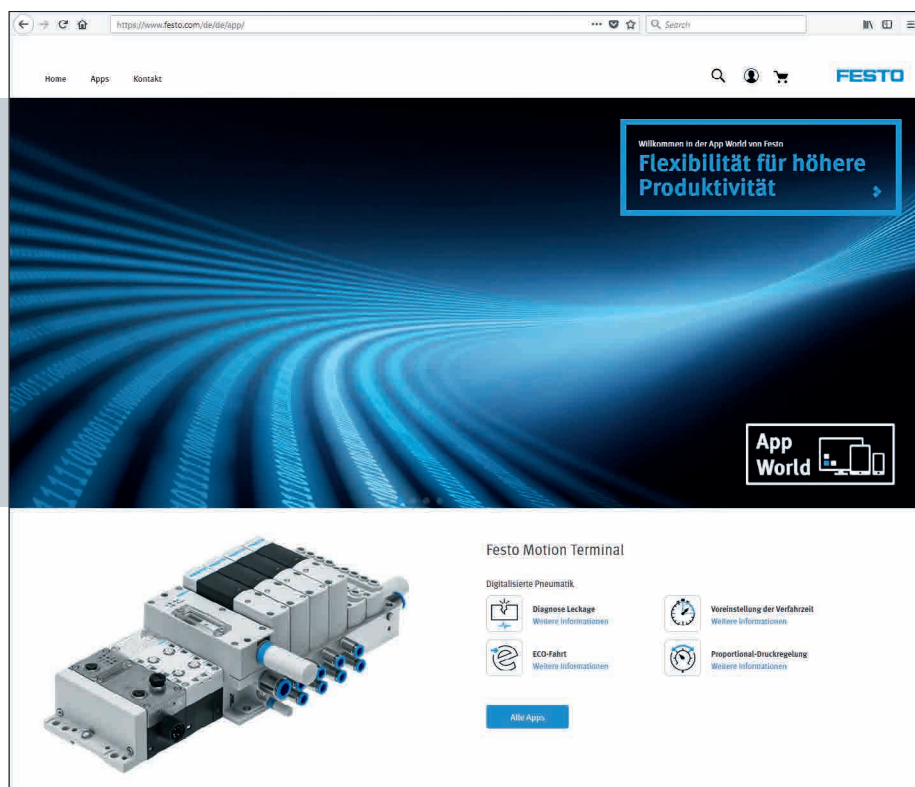 https://www.festo.com/de/de/app/
Search
Home Apps Kontakt
FESTO
Willkommen in der App World von Festo
Flexibilität für höhere
Produktivität
App
World
Festo Motion Terminal
Digitalisierte Pneumatik
Diagnose Leckage
Weitere Informationen
Voreinstellung der Verfahrzeit
Weitere Informationen
ECO-Fahrt
Weitere Informationen
Proportional-Druckregelung
Weitere Informationen
Alle Apps